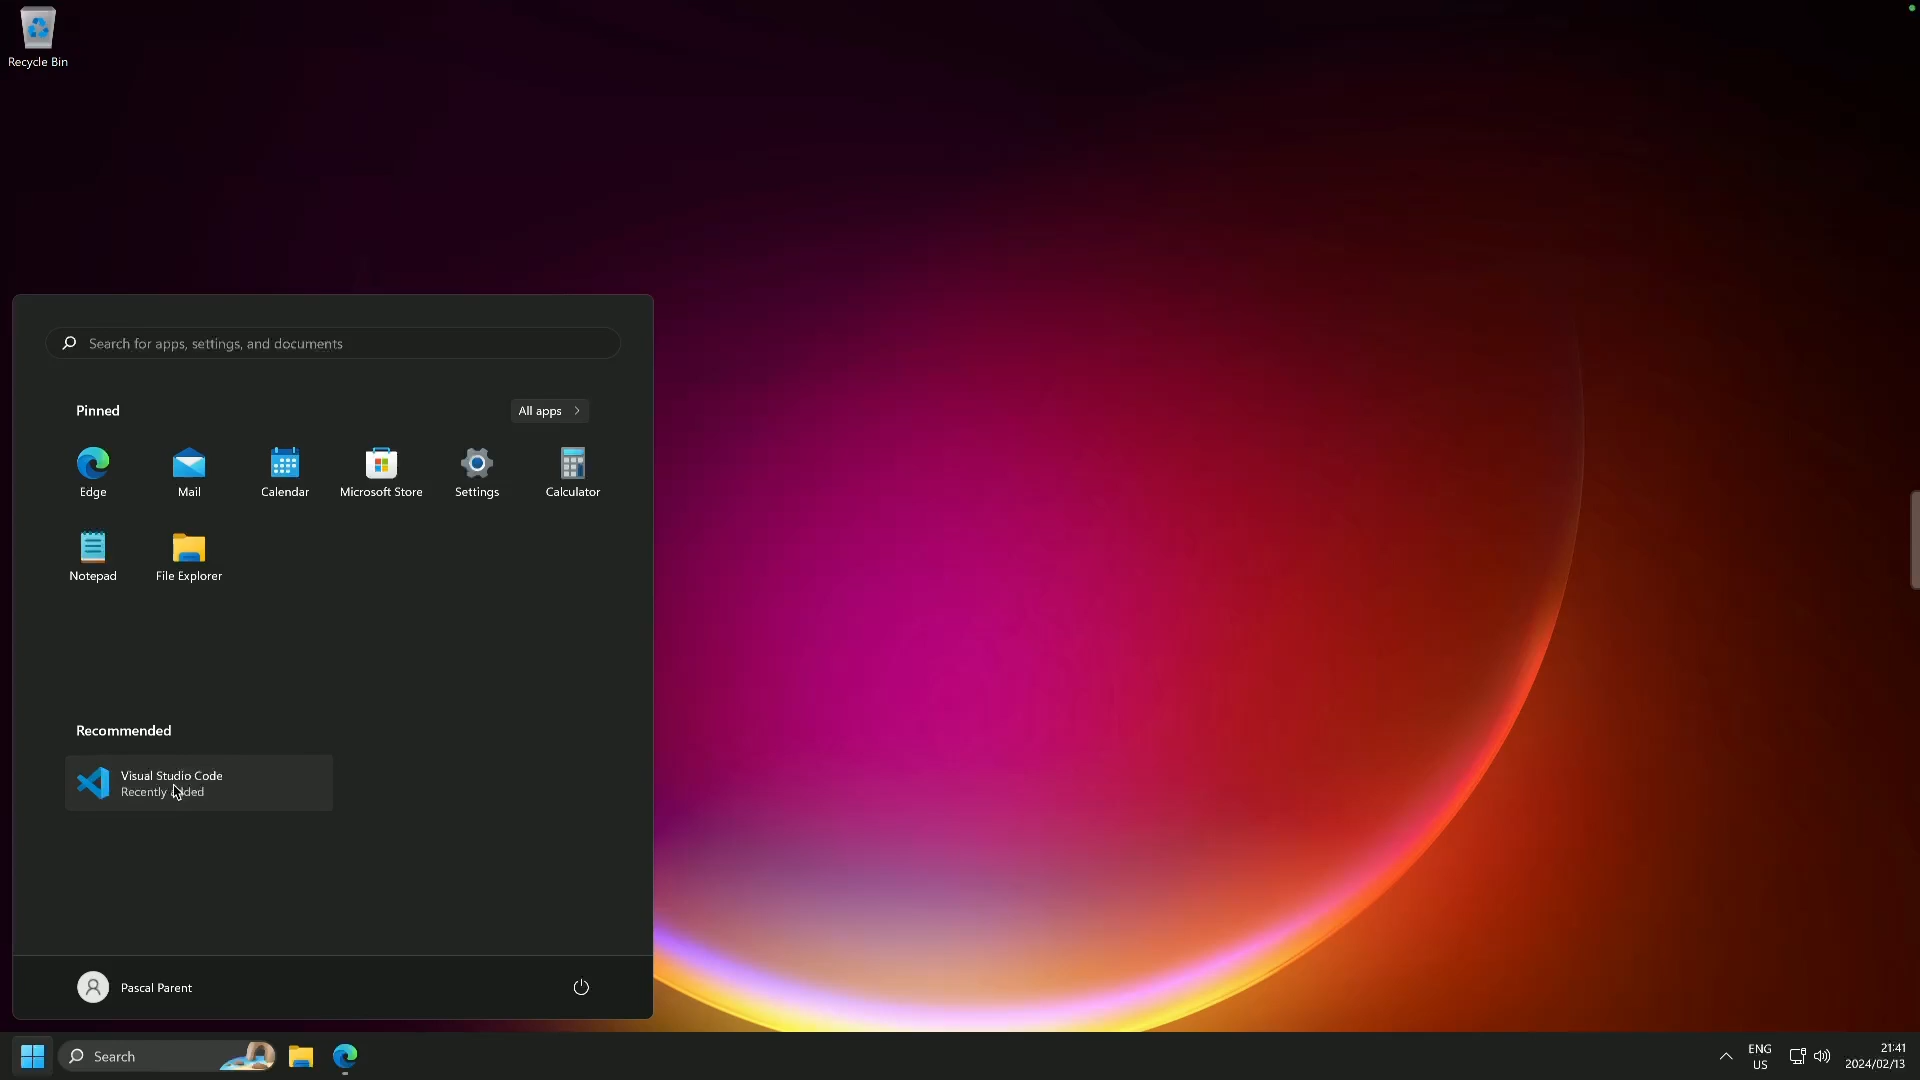 Recycle Bin
Search for apps, settings, and documents
Pinned
All apps
Edge
Mail
Calendar
Microsoft Store
Settings
Calculator
Notepad
File Explorer
Recommended
Visual Studio Code
Recently added
Pascal Parent
Search
ENG
US
21:41
2024/02/13